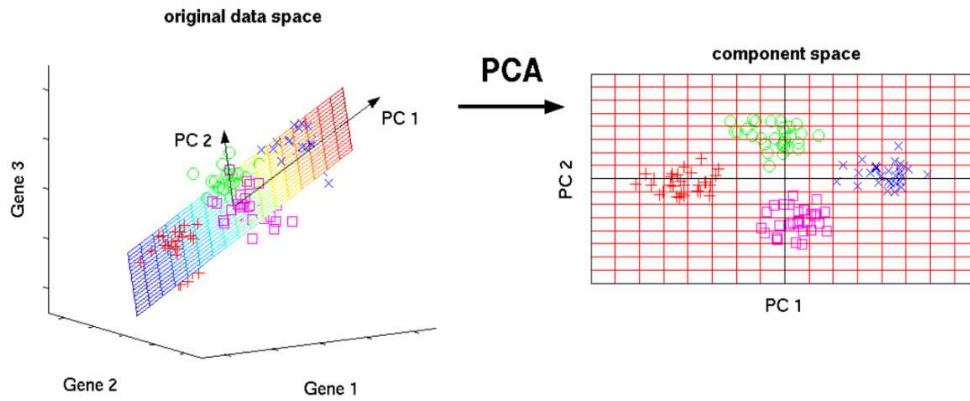 original data space
PCA
component space
PC 1
PC 2
Gene 3
Gene 2
Gene 1
PC 2
PC 1